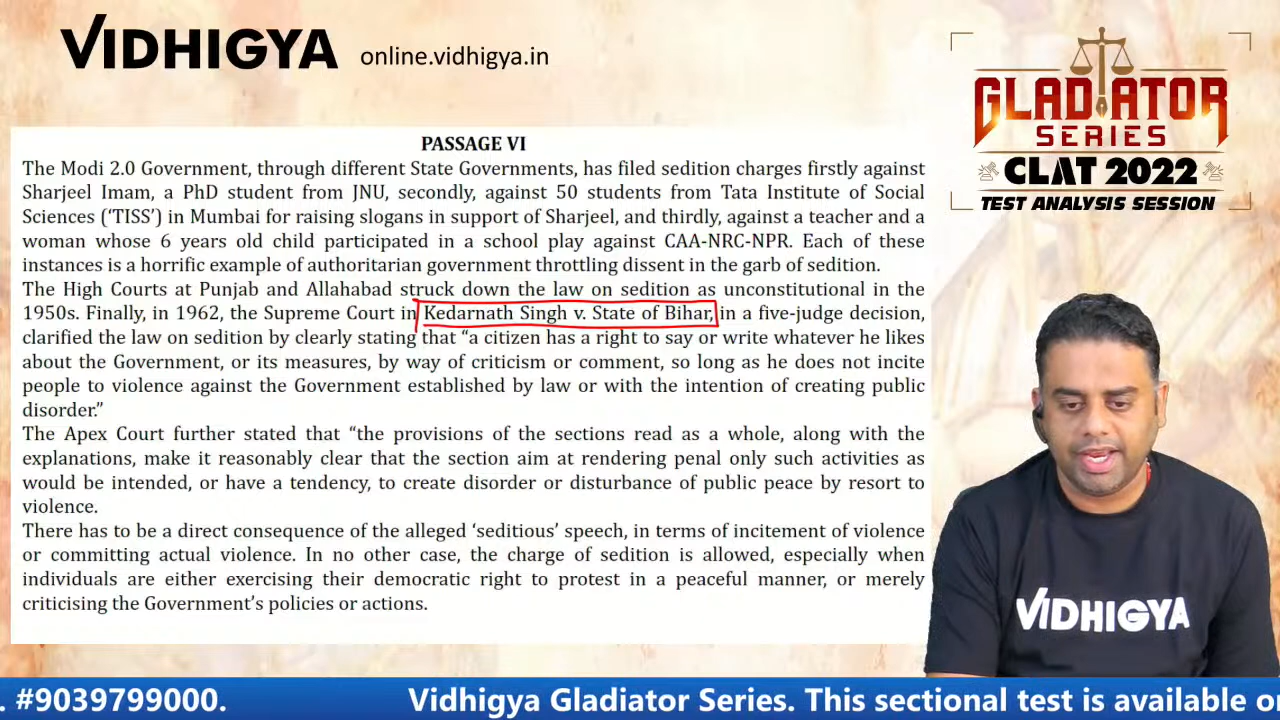 VIDHIGYA online.vidhigya.in
GLADIATOR
SERIES
CLAT 2022
TEST ANALYSIS SESSION
PASSAGE VI
The Modi 2.0 Government, through different State Governments, has filed sedition charges firstly against
Sharjeel Imam, a PhD student from JNU, secondly, against 50 students from Tata Institute of Social
Sciences (‘TISS’) in Mumbai for raising slogans in support of Sharjeel, and thirdly, against a teacher and a
woman whose 6 years old child participated in a school play against CAA-NRC-NPR. Each of these
instances is a horrific example of authoritarian government throttling dissent in the garb of sedition.
The High Courts at Punjab and Allahabad struck down the law on sedition as unconstitutional in the
1950s. Finally, in 1962, the Supreme Court in Kedarnath Singh v. State of Bihar, in a five-judge decision,
clarified the law on sedition by clearly stating that “a citizen has a right to say or write whatever he likes
about the Government, or its measures, by way of criticism or comment, so long as he does not incite
people to violence against the Government established by law or with the intention of creating public
disorder.”
The Apex Court further stated that “the provisions of the sections read as a whole, along with the
explanations, make it reasonably clear that the section aim at rendering penal only such activities as
would be intended, or have a tendency, to create disorder or disturbance of public peace by resort to
violence.
There has to be a direct consequence of the alleged ‘seditious’ speech, in terms of incitement of violence
or committing actual violence. In no other case, the charge of sedition is allowed, especially when
individuals are either exercising their democratic right to protest in a peaceful manner, or merely
criticising the Government’s policies or actions.
VIDHIGYA
. #9039799000. Vidhigya Gladiator Series. This sectional test is available o